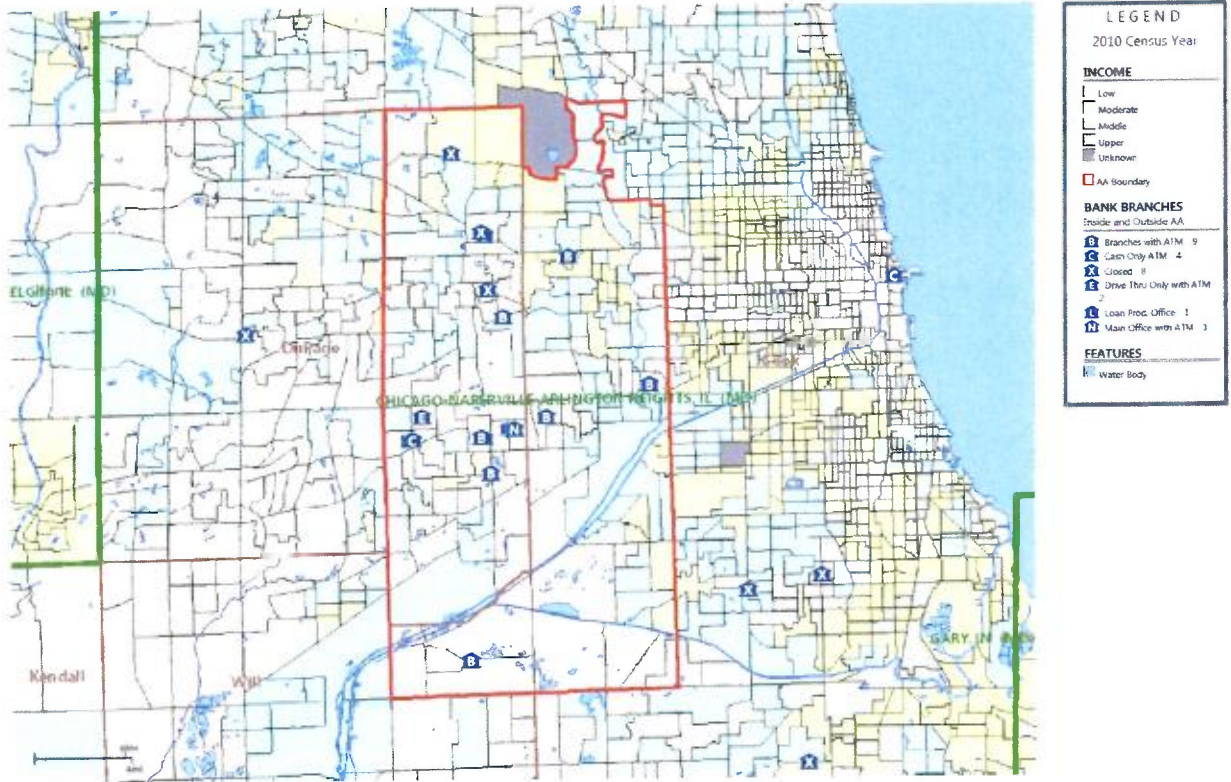 LEGEND
2010 Census Year
INCOME
Low
Moderate
Middle
Upper
Unknown
AA Boundary
BANK BRANCHES
Inside and Outside AA
B Branches with ATM 9
C Cash Only ATM 4
X Closed 8
E Drive Thru Only with ATM
2
L Loan Prod. Office 1
N Main Office with ATM 1
FEATURES
Water Body
X
X
B
X
B
C
X
DuPage
Cook
B
CHICAGO-NAPERVILLE-ARLINGTON HEIGHTS, IL (MD)
E
B
C
B
N
B
X
X
GARY, IN
B
Kendall
Will
X